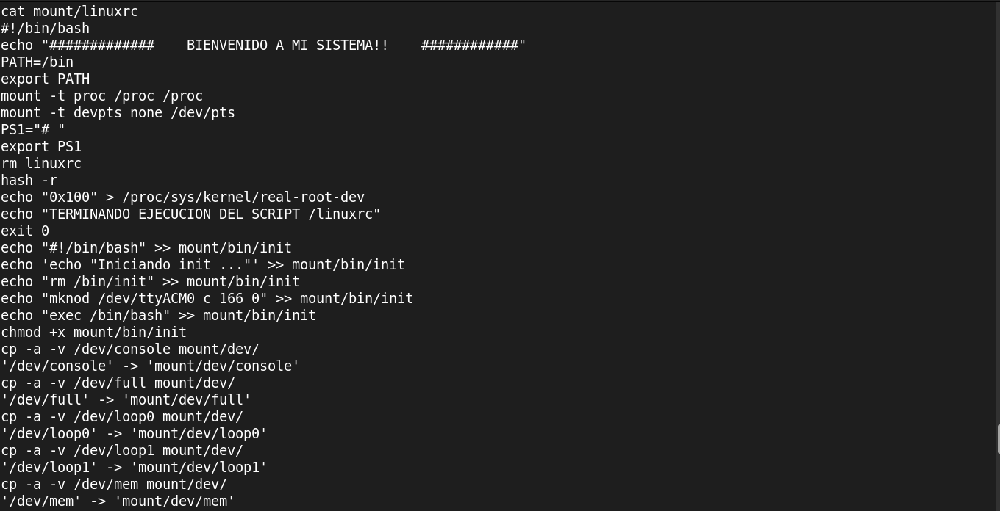 cat mount/linuxrc
#!/bin/bash
echo "#############    BIENVENIDO A MI SISTEMA!!    ############"
PATH=/bin
export PATH
mount -t proc /proc /proc
mount -t devpts none /dev/pts
PS1="# "
export PS1
rm linuxrc
hash -r
echo "0x100" > /proc/sys/kernel/real-root-dev
echo "TERMINANDO EJECUCION DEL SCRIPT /linuxrc"
exit 0
echo "#!/bin/bash" >> mount/bin/init
echo 'echo "Iniciando init ..."' >> mount/bin/init
echo "rm /bin/init" >> mount/bin/init
echo "mknod /dev/ttyACM0 c 166 0" >> mount/bin/init
echo "exec /bin/bash" >> mount/bin/init
chmod +x mount/bin/init
cp -a -v /dev/console mount/dev/
'/dev/console' -> 'mount/dev/console'
cp -a -v /dev/full mount/dev/
'/dev/full' -> 'mount/dev/full'
cp -a -v /dev/loop0 mount/dev/
'/dev/loop0' -> 'mount/dev/loop0'
cp -a -v /dev/loop1 mount/dev/
'/dev/loop1' -> 'mount/dev/loop1'
cp -a -v /dev/mem mount/dev/
'/dev/mem' -> 'mount/dev/mem'